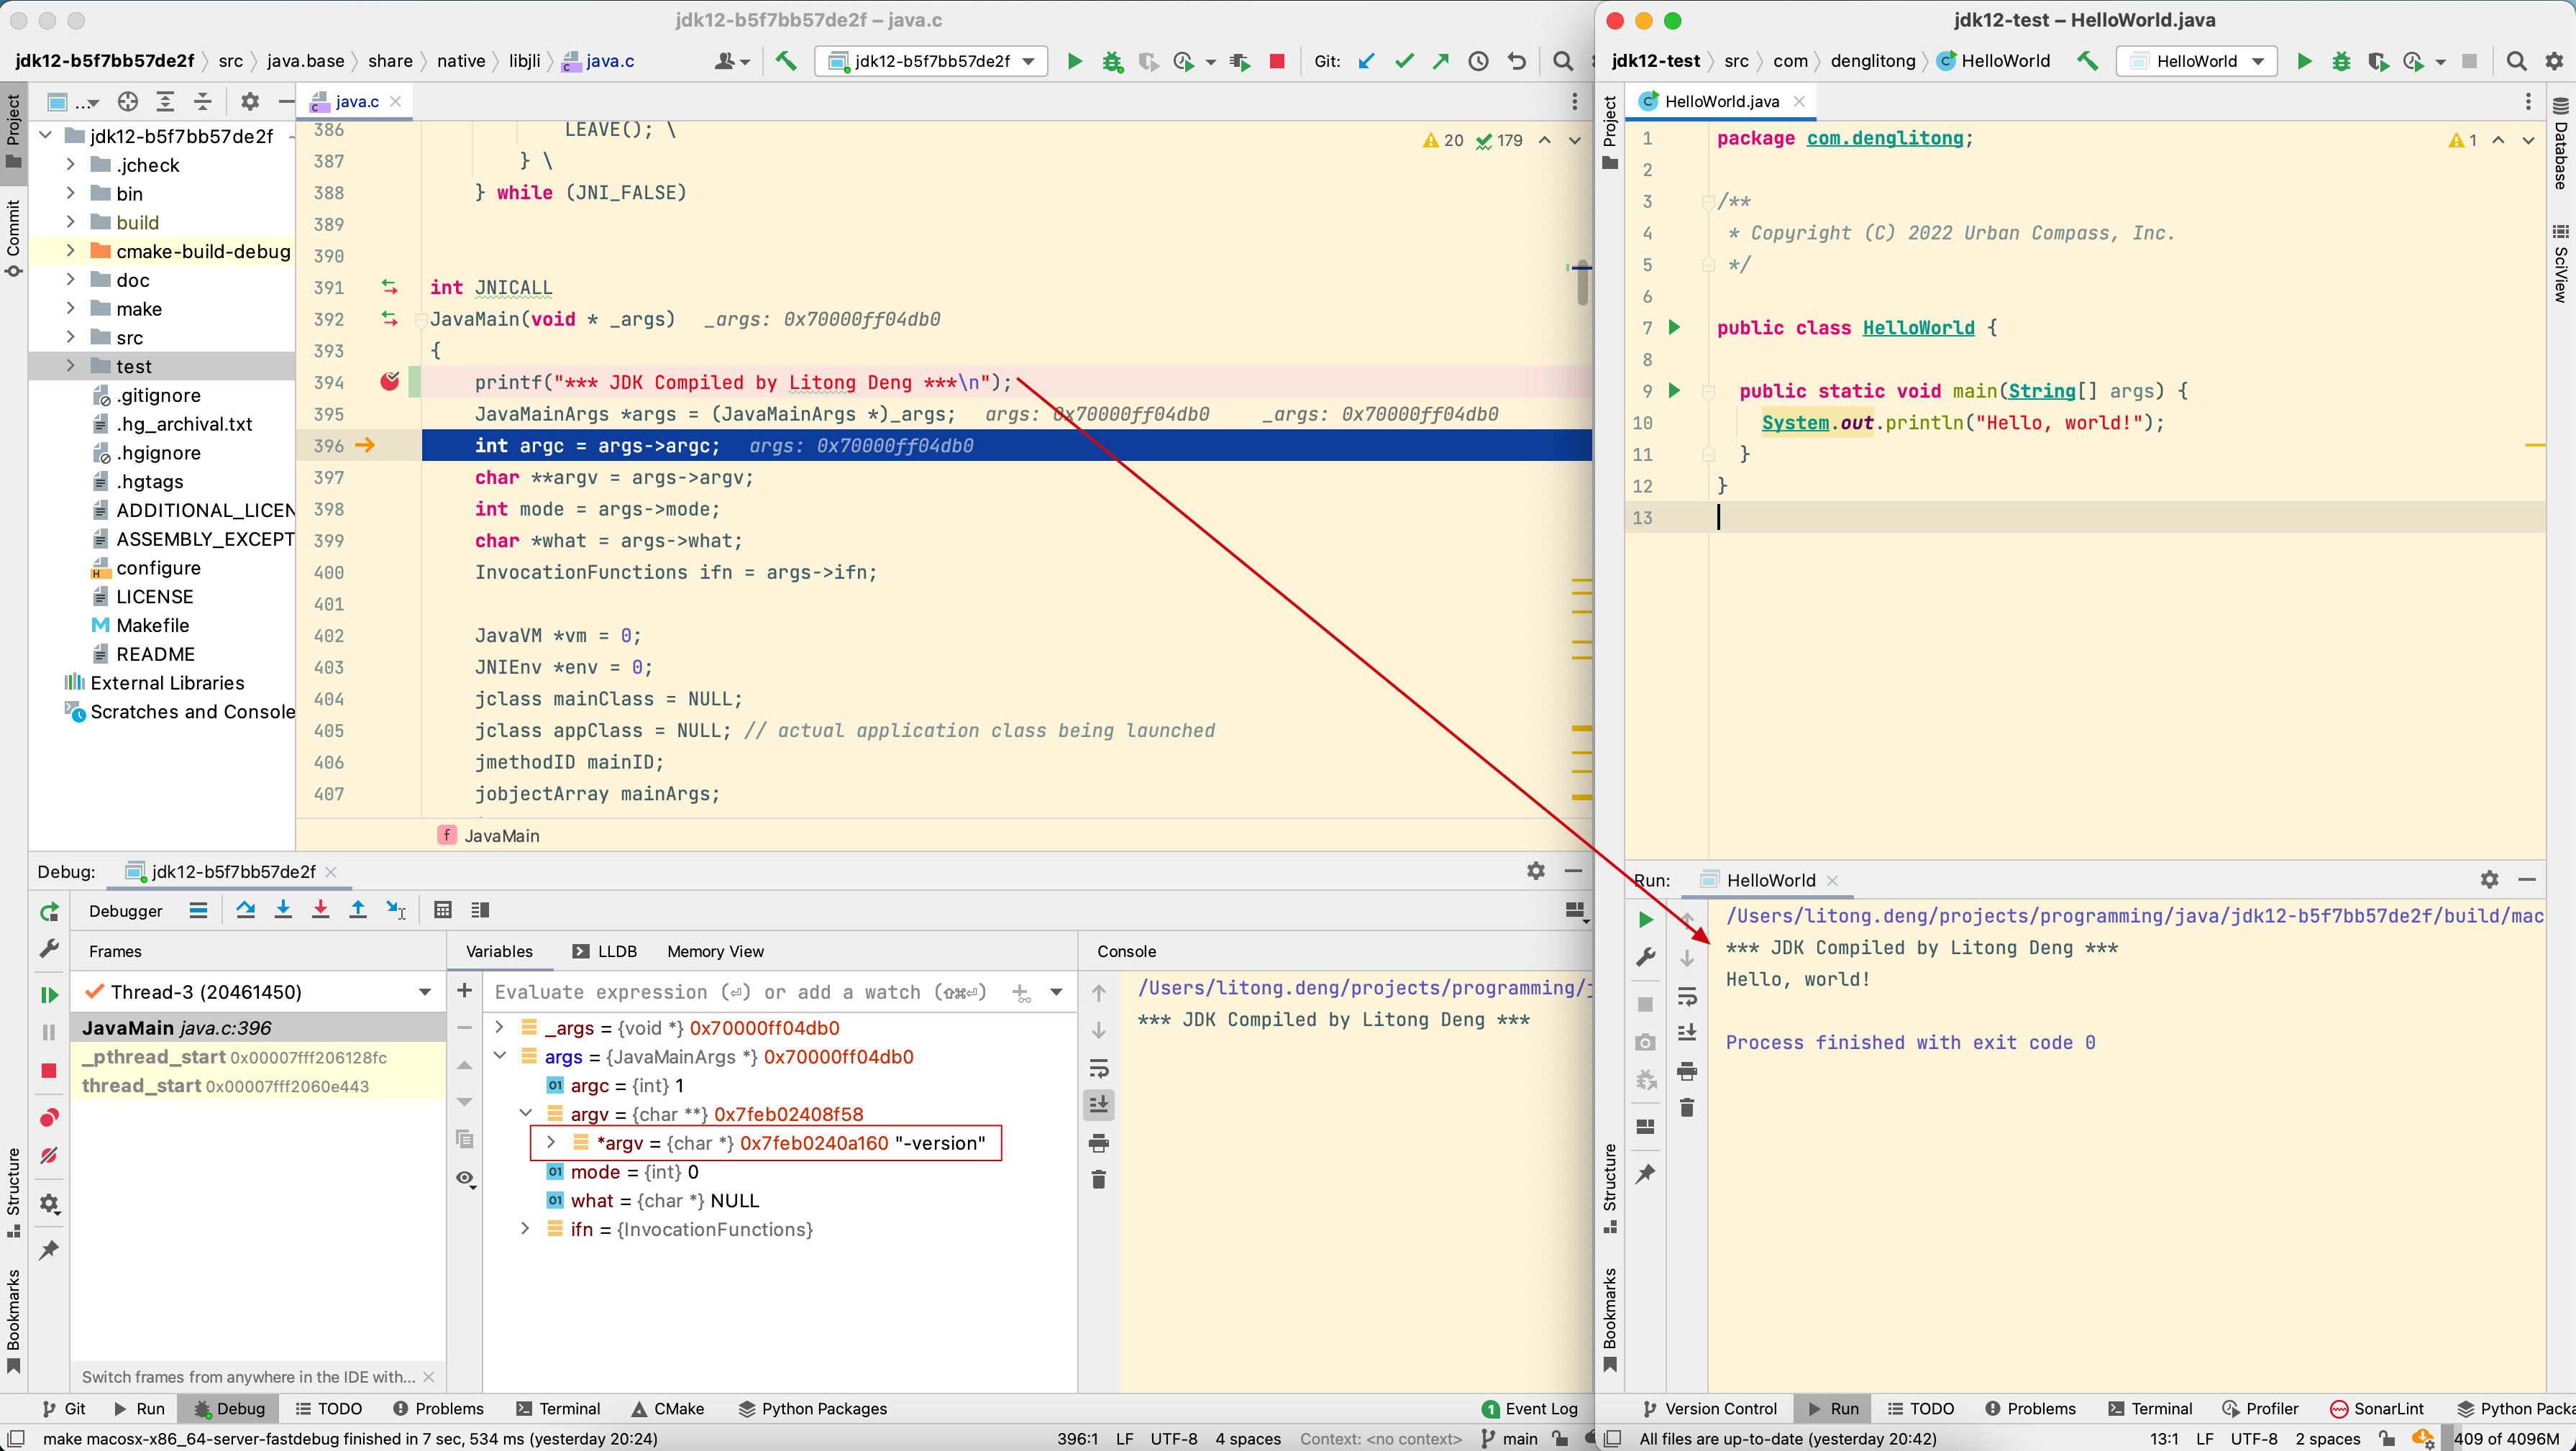 jdk12-b5f7bb57de2f – java.c
jdk12-b5f7bb57de2f
src
java.base
share
native
libjli
java.c
jdk12-b5f7bb57de2f
Git:
Project
Commit
Structure
Bookmarks
...
jdk12-b5f7bb57de2f
.jcheck
bin
build
cmake-build-debug
doc
make
src
test
.gitignore
.hg_archival.txt
.hgignore
.hgtags
ADDITIONAL_LICEN
ASSEMBLY_EXCEPT
configure
LICENSE
Makefile
README
External Libraries
Scratches and Console
java.c
20 179
386 LEAVE(); \
387 } \
388 } while (JNI_FALSE)
389
390
391 int JNICALL
392 JavaMain(void * _args) _args: 0x70000ff04db0
393 {
394 printf("*** JDK Compiled by Litong Deng ***\n");
395 JavaMainArgs *args = (JavaMainArgs *)_args; args: 0x70000ff04db0 _args: 0x70000ff04db0
396 int argc = args->argc; args: 0x70000ff04db0
397 char **argv = args->argv;
398 int mode = args->mode;
399 char *what = args->what;
400 InvocationFunctions ifn = args->ifn;
401
402 JavaVM *vm = 0;
403 JNIEnv *env = 0;
404 jclass mainClass = NULL;
405 jclass appClass = NULL; // actual application class being launched
406 jmethodID mainID;
407 jobjectArray mainArgs;
f JavaMain
Debug: jdk12-b5f7bb57de2f
Debugger
Frames
Thread-3 (20461450)
JavaMain java.c:396
_pthread_start 0x00007fff206128fc
thread_start 0x00007fff2060e443
Switch frames from anywhere in the IDE with...
Variables LLDB Memory View
Evaluate expression (⏎) or add a watch (⇧⌘⏎)
_args = {void *} 0x70000ff04db0
args = {JavaMainArgs *} 0x70000ff04db0
argc = {int} 1
argv = {char **} 0x7feb02408f58
*argv = {char *} 0x7feb0240a160 "-version"
mode = {int} 0
what = {char *} NULL
ifn = {InvocationFunctions}
Console
/Users/litong.deng/projects/programming/j
*** JDK Compiled by Litong Deng ***
Git Run Debug TODO Problems Terminal CMake Python Packages 1 Event Log
make macosx-x86_64-server-fastdebug finished in 7 sec, 534 ms (yesterday 20:24) 396:1 LF UTF-8 4 spaces Context: <no context> main
jdk12-test – HelloWorld.java
jdk12-test
src
com
denglitong
HelloWorld
HelloWorld
Project
Structure
Bookmarks
Database
SciView
HelloWorld.java
1
1 package com.denglitong;
2
3 /**
4 * Copyright (C) 2022 Urban Compass, Inc.
5 */
6
7 public class HelloWorld {
8
9 public static void main(String[] args) {
10 System.out.println("Hello, world!");
11 }
12 }
13
Run: HelloWorld
/Users/litong.deng/projects/programming/java/jdk12-b5f7bb57de2f/build/mac
*** JDK Compiled by Litong Deng ***
Hello, world!
Process finished with exit code 0
Version Control Run TODO Problems Terminal Profiler SonarLint Python Packa
All files are up-to-date (yesterday 20:42) 13:1 LF UTF-8 2 spaces 409 of 4096M